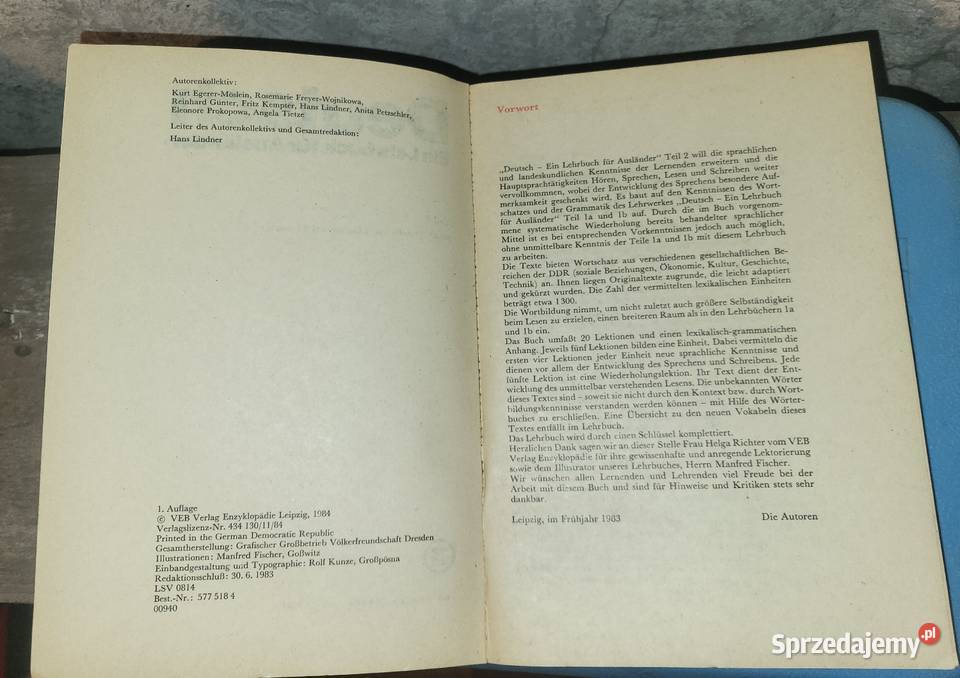 Autorenkollektiv:
Kurt Egerer-Möslein, Rosemarie Freyer-Wojnikowa,
Reinhard Günter, Fritz Kempter, Hans Lindner, Anita Petzschler,
Eleonore Prokopowa, Angela Tietze
Leiter des Autorenkollektivs und Gesamtredaktion:
Hans Lindner
1. Auflage
© VEB Verlag Enzyklopädie Leipzig, 1984
Verlagslizenz-Nr. 434 130/11/84
Printed in the German Democratic Republic
Gesamtherstellung: Grafischer Großbetrieb Völkerfreundschaft Dresden
Illustrationen: Manfred Fischer, Goßwitz
Einbandgestaltung und Typographie: Rolf Kunze, Großpösna
Redaktionsschluß: 30. 6. 1983
LSV 0814
Best.-Nr.: 577 518 4
00940
Vorwort
„Deutsch – Ein Lehrbuch für Ausländer“ Teil 2 will die sprachlichen
und landeskundlichen Kenntnisse der Lernenden erweitern und die
Hauptsprachtätigkeiten Hören, Sprechen, Lesen und Schreiben weiter
vervollkommnen, wobei der Entwicklung des Sprechens besondere Auf-
merksamkeit geschenkt wird. Es baut auf den Kenntnissen des Wort-
schatzes und der Grammatik des Lehrwerkes „Deutsch – Ein Lehrbuch
für Ausländer“ Teil 1a und 1b auf. Durch die im Buch vorgenom-
mene systematische Wiederholung bereits behandelter sprachlicher
Mittel ist es bei entsprechenden Vorkenntnissen jedoch auch möglich,
ohne unmittelbare Kenntnis der Teile 1a und 1b mit diesem Lehrbuch
zu arbeiten.
Die Texte bieten Wortschatz aus verschiedenen gesellschaftlichen Be-
reichen der DDR (soziale Beziehungen, Ökonomie, Kultur, Geschichte,
Technik) an. Ihnen liegen Originaltexte zugrunde, die leicht adaptiert
und gekürzt wurden. Die Zahl der vermittelten lexikalischen Einheiten
beträgt etwa 1300.
Die Wortbildung nimmt, um nicht zuletzt auch größere Selbständigkeit
beim Lesen zu erzielen, einen breiteren Raum als in den Lehrbüchern 1a
und 1b ein.
Das Buch umfaßt 20 Lektionen und einen lexikalisch-grammatischen
Anhang. Jeweils fünf Lektionen bilden eine Einheit. Dabei vermitteln die
ersten vier Lektionen jeder Einheit neue sprachliche Kenntnisse und
dienen vor allem der Entwicklung des Sprechens und Schreibens. Jede
fünfte Lektion ist eine Wiederholungslektion. Ihr Text dient der Ent-
wicklung des unmittelbar verstehenden Lesens. Die unbekannten Wörter
dieses Textes sind – soweit sie nicht durch den Kontext bzw. durch Wort-
bildungskenntnisse verstanden werden können – mit Hilfe des Wörter-
buches zu erschließen. Eine Übersicht zu den neuen Vokabeln dieses
Textes entfällt im Lehrbuch.
Das Lehrbuch wird durch einen Schlüssel komplettiert.
Herzlichen Dank sagen wir an dieser Stelle Frau Helga Richter vom VEB
Verlag Enzyklopädie für ihre gewissenhafte und anregende Lektorierung
sowie dem Illustrator unseres Lehrbuches, Herrn Manfred Fischer.
Wir wünschen allen Lernenden und Lehrenden viel Freude bei der
Arbeit mit diesem Buch und sind für Hinweise und Kritiken stets sehr
dankbar.
Leipzig, im Frühjahr 1983 Die Autoren
Sprzedajemy.pl